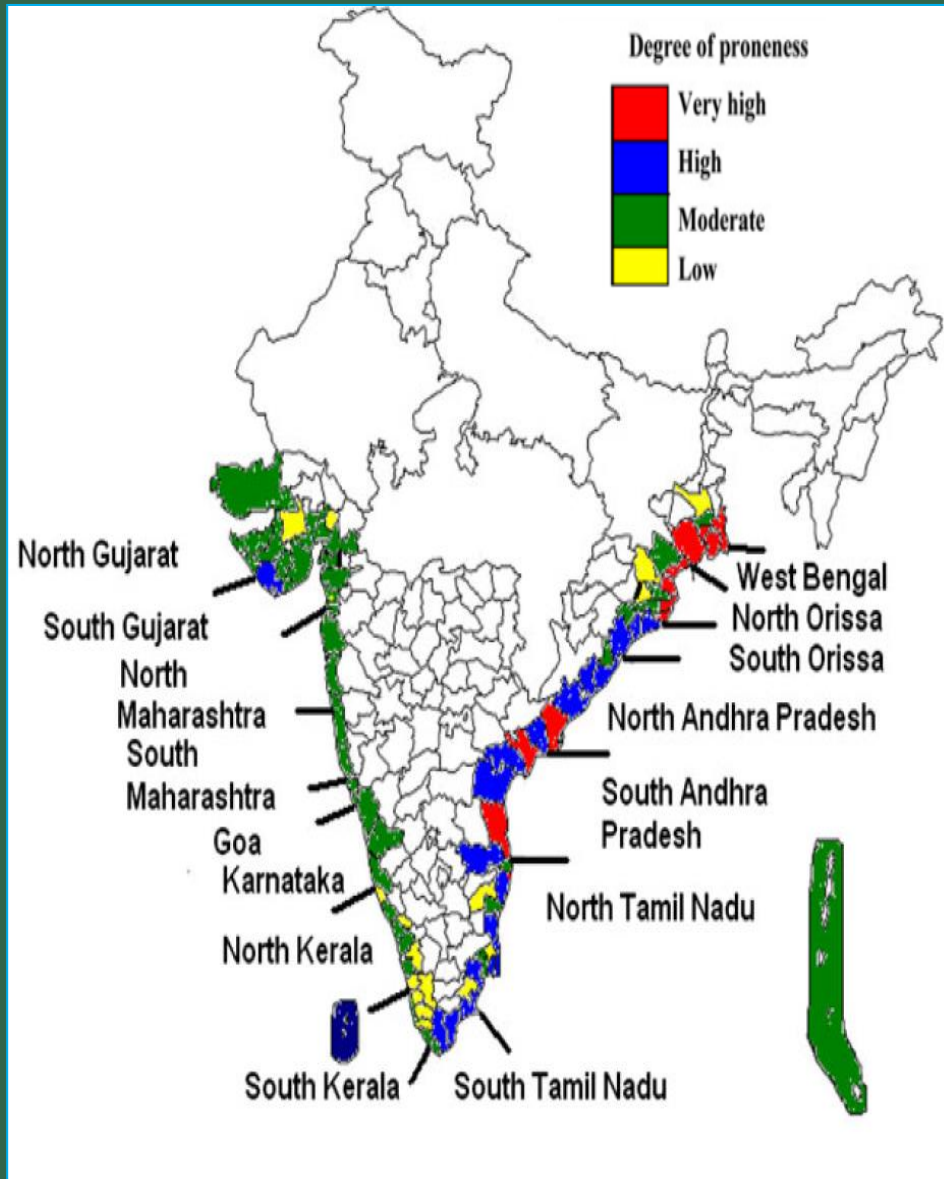 Degree of proneness
Very high
High
Moderate
Low
North Gujarat
South Gujarat
North
Maharashtra
South
Maharashtra
Goa
Karnataka
North Kerala
South Kerala
South Tamil Nadu
West Bengal
North Orissa
South Orissa
North Andhra Pradesh
South Andhra
Pradesh
North Tamil Nadu